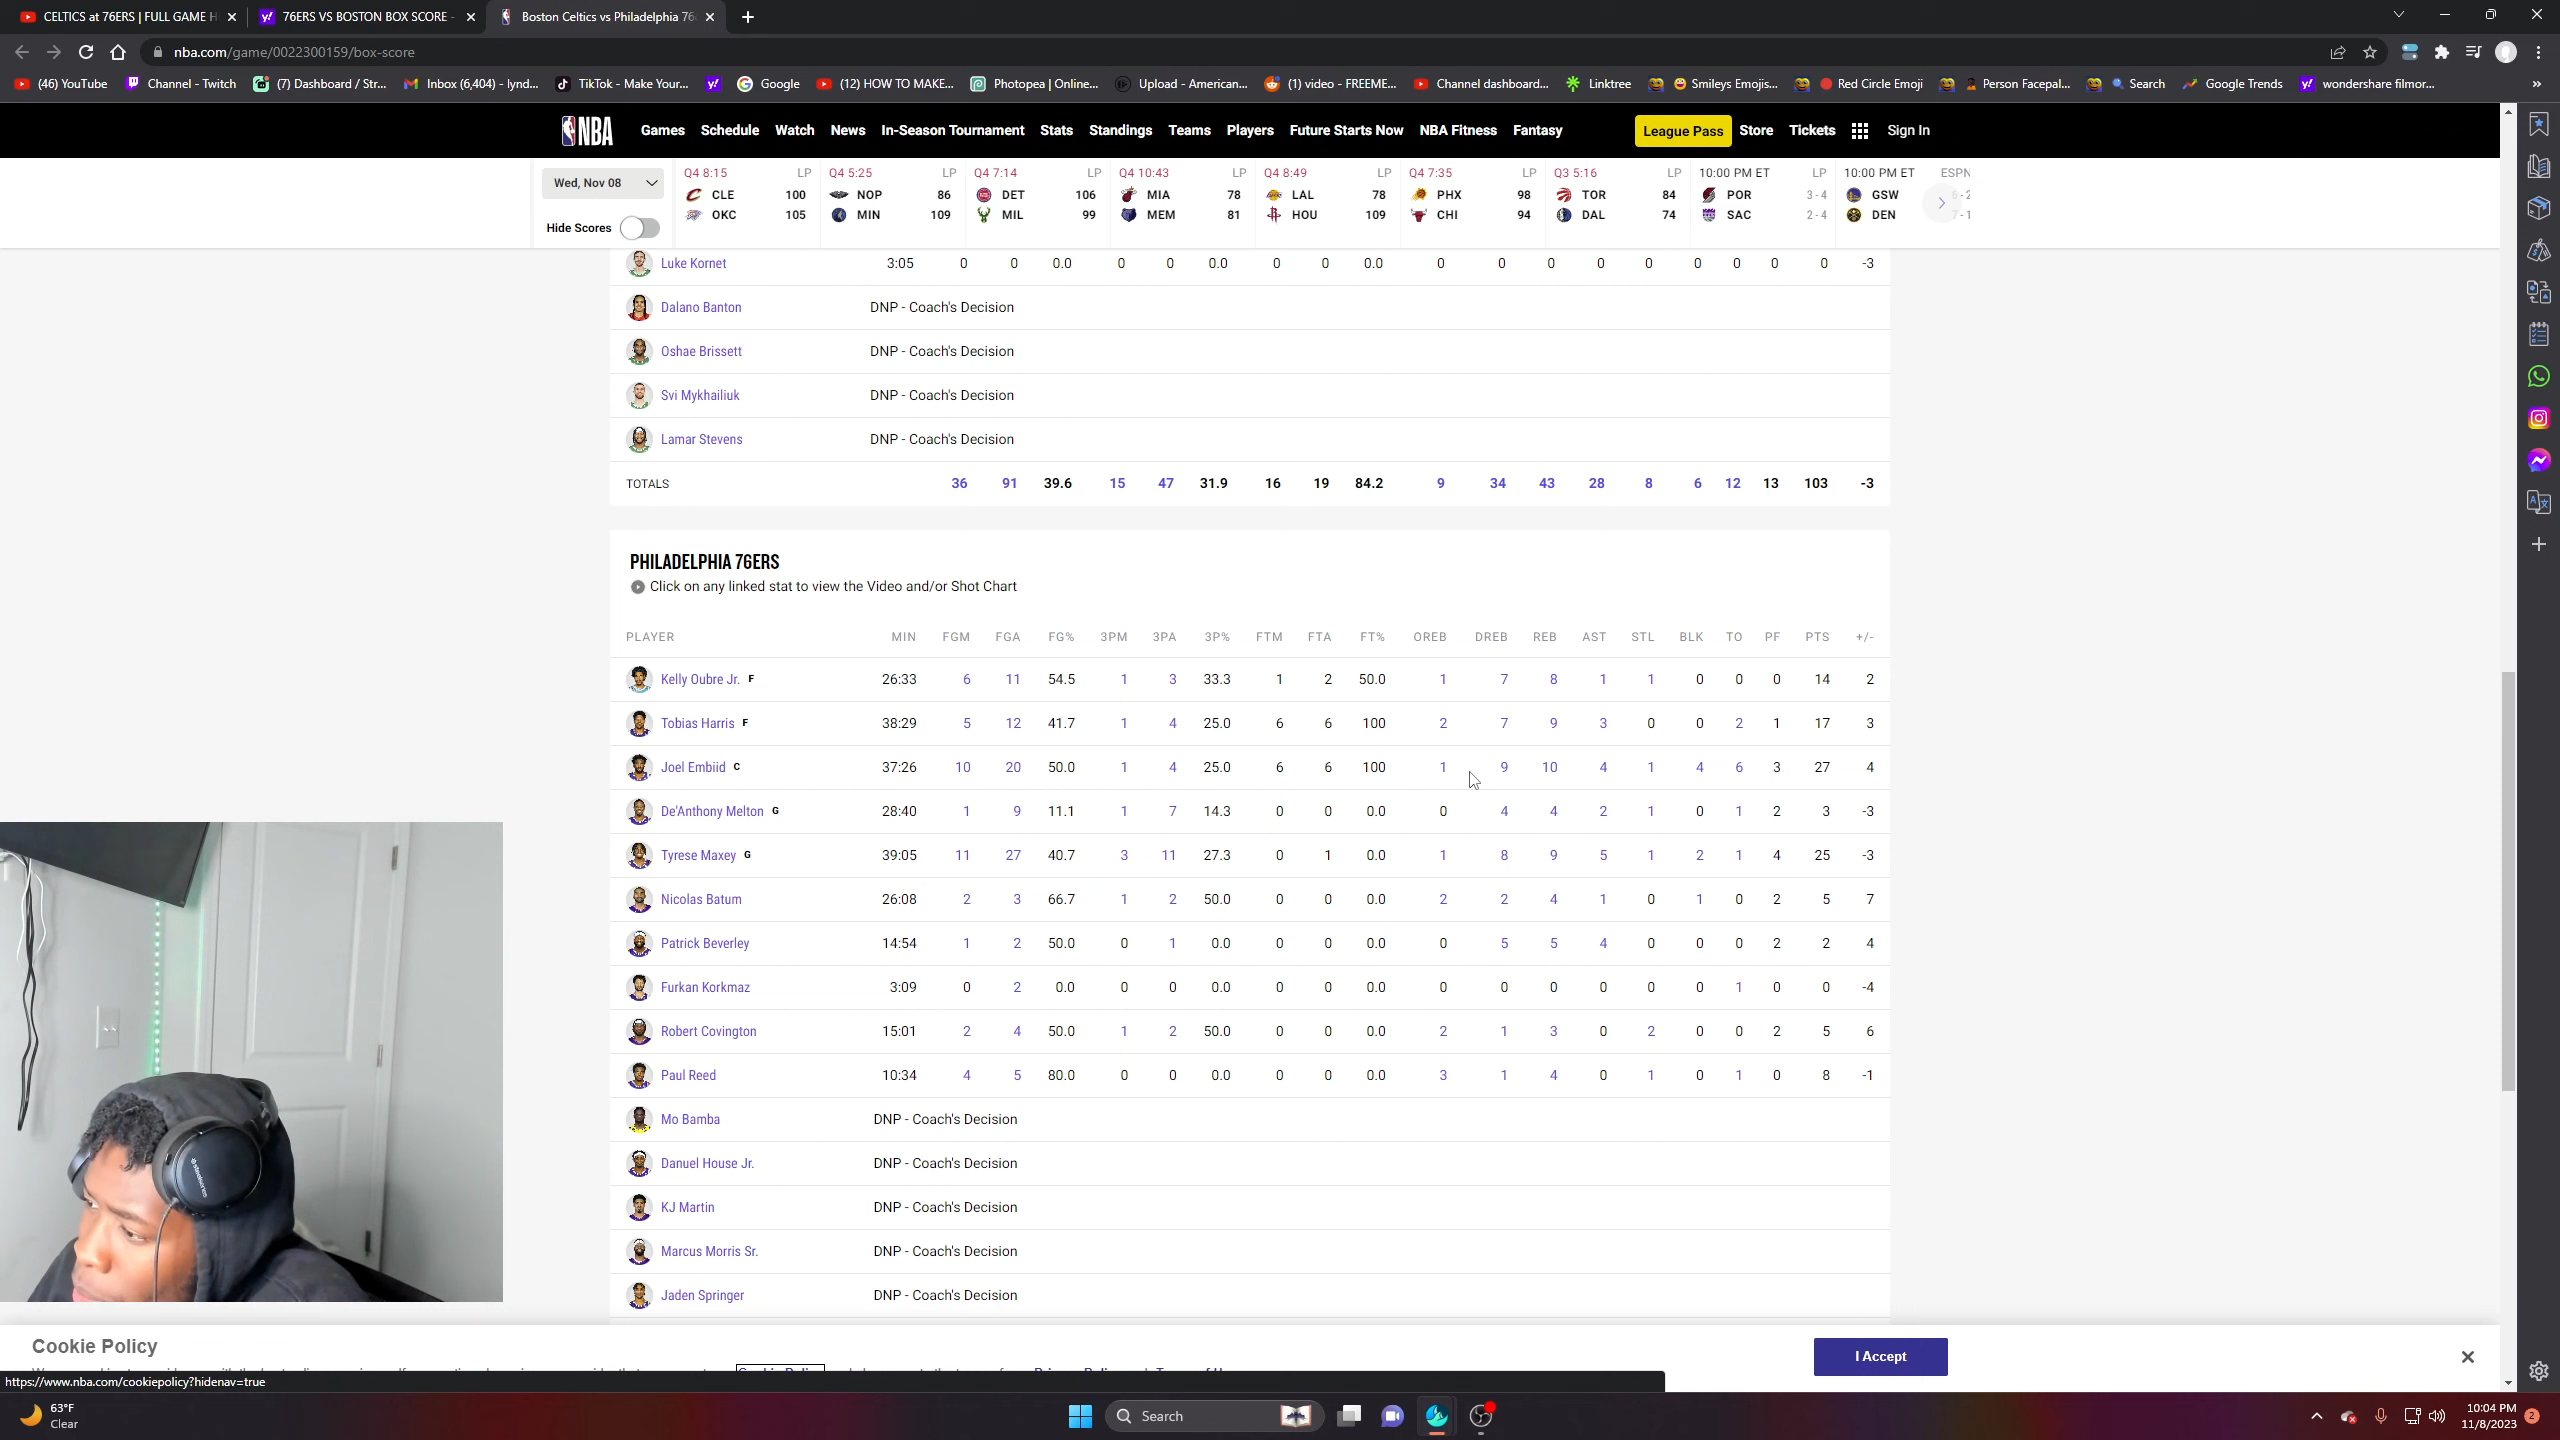 CELTICS at 76ERS | FULL GAME H
76ERS VS BOSTON BOX SCORE -
Boston Celtics vs Philadelphia 76
nba.com/game/0022300159/box-score
(46) YouTube Channel - Twitch (7) Dashboard / Str... Inbox (6,404) - lynd... TikTok - Make Your... Google (12) HOW TO MAKE... Photopea | Online... Upload - American... (1) video - FREEME... Channel dashboard... Linktree Smileys Emojis... Red Circle Emoji Person Facepal... Search Google Trends wondershare filmor...
NBA Games Schedule Watch News In-Season Tournament Stats Standings Teams Players Future Starts Now NBA Fitness Fantasy League Pass Store Tickets Sign In
Wed, Nov 08
Hide Scores
Q4 8:15 LP
CLE 100
OKC 105
Q4 5:25 LP
NOP 86
MIN 109
Q4 7:14 LP
DET 106
MIL 99
Q4 10:43 LP
MIA 78
MEM 81
Q4 8:49 LP
LAL 78
HOU 109
Q4 7:35 LP
PHX 98
CHI 94
Q3 5:16 LP
TOR 84
DAL 74
10:00 PM ET LP
POR 3-4
SAC 2-4
10:00 PM ET ESPN
GSW 6-2
DEN 7-1
Luke Kornet 3:05 0 0 0.0 0 0 0.0 0 0 0.0 0 0 0 0 0 0 0 0 0 -3
Dalano Banton DNP - Coach's Decision
Oshae Brissett DNP - Coach's Decision
Svi Mykhailiuk DNP - Coach's Decision
Lamar Stevens DNP - Coach's Decision
TOTALS 36 91 39.6 15 47 31.9 16 19 84.2 9 34 43 28 8 6 12 13 103 -3
PHILADELPHIA 76ERS
Click on any linked stat to view the Video and/or Shot Chart
PLAYER MIN FGM FGA FG% 3PM 3PA 3P% FTM FTA FT% OREB DREB REB AST STL BLK TO PF PTS +/-
Kelly Oubre Jr. F 26:33 6 11 54.5 1 3 33.3 1 2 50.0 1 7 8 1 1 0 0 0 14 2
Tobias Harris F 38:29 5 12 41.7 1 4 25.0 6 6 100 2 7 9 3 0 0 2 1 17 3
Joel Embiid C 37:26 10 20 50.0 1 4 25.0 6 6 100 1 9 10 4 1 4 6 3 27 4
De'Anthony Melton G 28:40 1 9 11.1 1 7 14.3 0 0 0.0 0 4 4 2 1 0 1 2 3 -3
Tyrese Maxey G 39:05 11 27 40.7 3 11 27.3 0 1 0.0 1 8 9 5 1 2 1 4 25 -3
Nicolas Batum 26:08 2 3 66.7 1 2 50.0 0 0 0.0 2 2 4 1 0 1 0 2 5 7
Patrick Beverley 14:54 1 2 50.0 0 1 0.0 0 0 0.0 0 5 5 4 0 0 0 2 2 4
Furkan Korkmaz 3:09 0 2 0.0 0 0 0.0 0 0 0.0 0 0 0 0 0 0 1 0 0 -4
Robert Covington 15:01 2 4 50.0 1 2 50.0 0 0 0.0 2 1 3 0 2 0 0 2 5 6
Paul Reed 10:34 4 5 80.0 0 0 0.0 0 0 0.0 3 1 4 0 1 0 1 0 8 -1
Mo Bamba DNP - Coach's Decision
Danuel House Jr. DNP - Coach's Decision
KJ Martin DNP - Coach's Decision
Marcus Morris Sr. DNP - Coach's Decision
Jaden Springer DNP - Coach's Decision
Cookie Policy
I Accept
https://www.nba.com/cookiepolicy?hidenav=true
63°F
Clear
Search
10:04 PM
11/8/2023
2